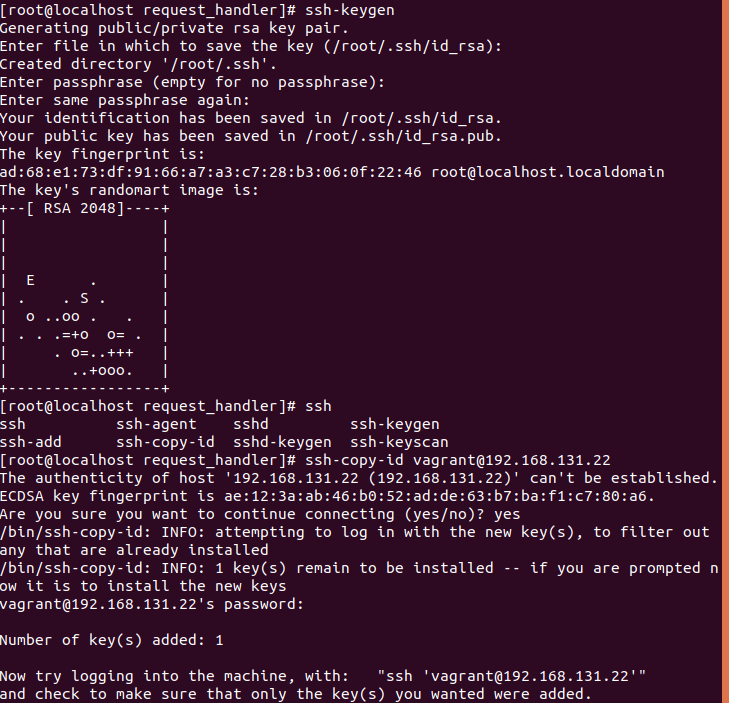 [root@localhost request_handler]# ssh-keygen
Generating public/private rsa key pair.
Enter file in which to save the key (/root/.ssh/id_rsa):
Created directory '/root/.ssh'.
Enter passphrase (empty for no passphrase):
Enter same passphrase again:
Your identification has been saved in /root/.ssh/id_rsa.
Your public key has been saved in /root/.ssh/id_rsa.pub.
The key fingerprint is:
ad:68:e1:73:df:91:66:a7:a3:c7:28:b3:06:0f:22:46 root@localhost.localdomain
The key's randomart image is:
+--[ RSA 2048]----+
|                 |
|                 |
|                 |
|  E      .       |
| .    . S .      |
|  o ..oo .   .   |
| . . .=+o  o= .  |
|     . o=..+++   |
|       ..+ooo.   |
+-----------------+
[root@localhost request_handler]# ssh
ssh          ssh-agent    sshd         ssh-keygen
ssh-add      ssh-copy-id  sshd-keygen  ssh-keyscan
[root@localhost request_handler]# ssh-copy-id vagrant@192.168.131.22
The authenticity of host '192.168.131.22 (192.168.131.22)' can't be established.
ECDSA key fingerprint is ae:12:3a:ab:46:b0:52:ad:de:63:b7:ba:f1:c7:80:a6.
Are you sure you want to continue connecting (yes/no)? yes
/bin/ssh-copy-id: INFO: attempting to log in with the new key(s), to filter out
any that are already installed
/bin/ssh-copy-id: INFO: 1 key(s) remain to be installed -- if you are prompted n
ow it is to install the new keys
vagrant@192.168.131.22's password:

Number of key(s) added: 1

Now try logging into the machine, with:   "ssh 'vagrant@192.168.131.22'"
and check to make sure that only the key(s) you wanted were added.